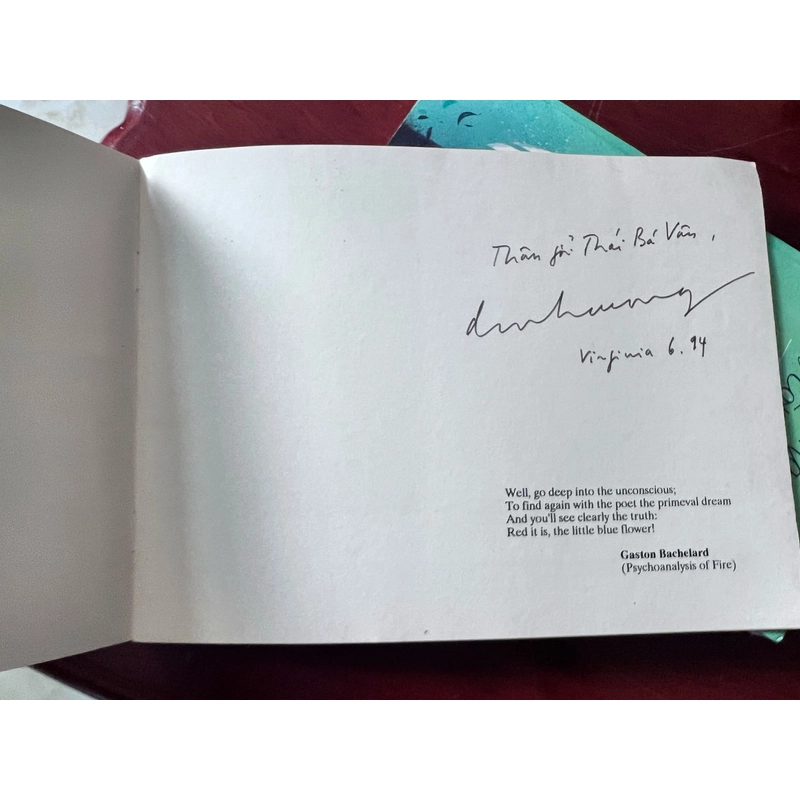 Thân gởi Thái Bá Vân,
Virginia 6.94
Well, go deep into the unconscious;
To find again with the poet the primeval dream
And you'll see clearly the truth:
Red it is, the little blue flower!
Gaston Bachelard
(Psychoanalysis of Fire)